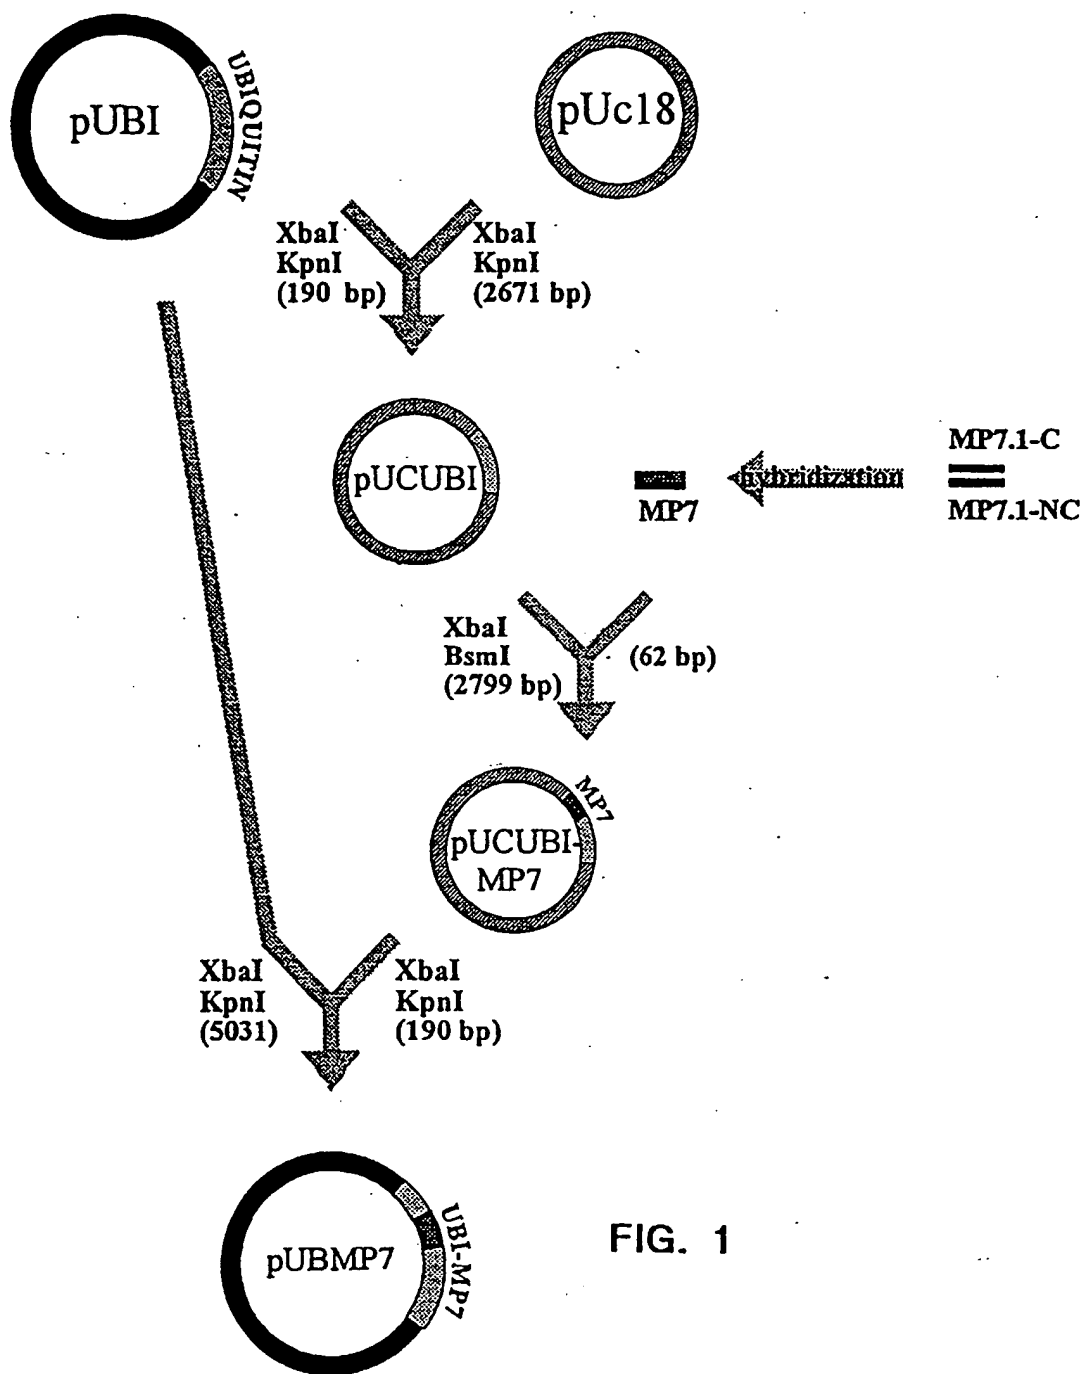 pUBI
UBIQUITIN
pUc18
XbaI
KpnI
(190 bp)
XbaI
KpnI
(2671 bp)
pUCUBI
MP7
hybridization
MP7.1-C
MP7.1-NC
XbaI
BsmI
(2799 bp)
(62 bp)
MP7
pUCUBI-
MP7
XbaI
KpnI
(5031)
XbaI
KpnI
(190 bp)
pUBMP7
UBI-MP7
FIG. 1